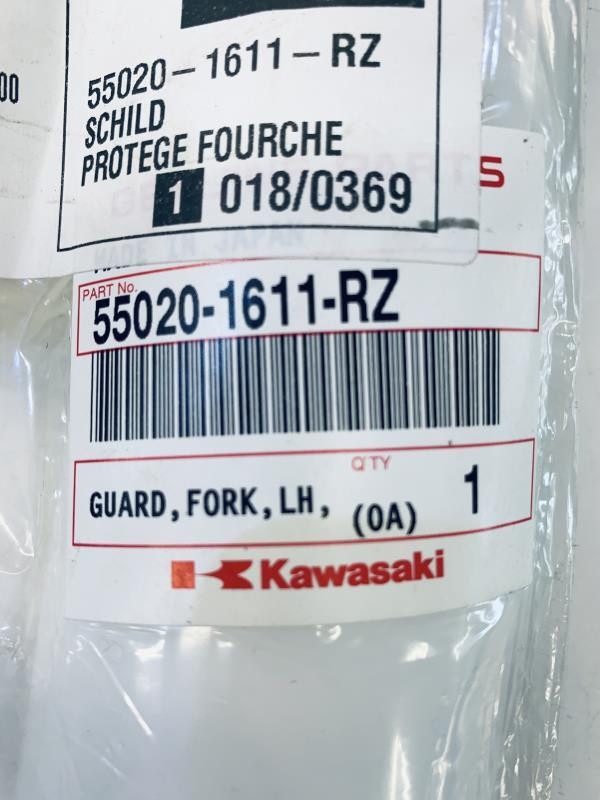 00
55020-1611-RZ
SCHILD
PROTEGE FOURCHE
1 018/0369
S
MADE IN JAPAN
PART No.
55020-1611-RZ
Q'TY
GUARD, FORK, LH, (0A) 1
Kawasaki